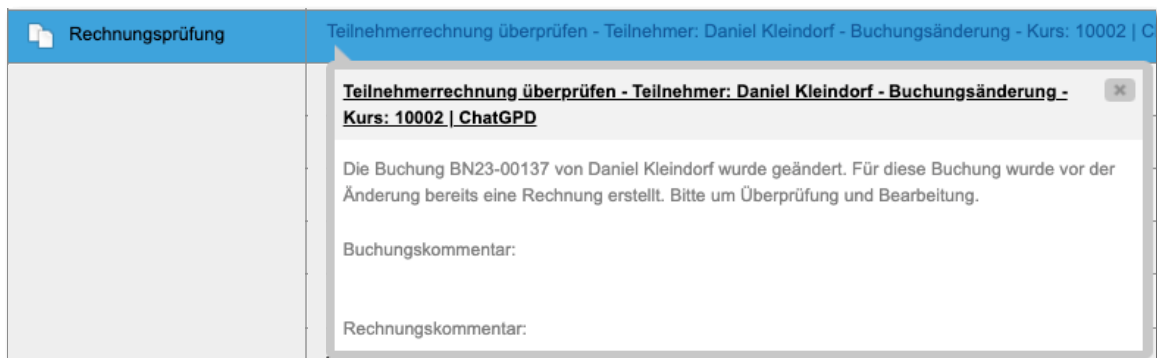 Rechnungsprüfung
Teilnehmerrechnung überprüfen - Teilnehmer: Daniel Kleindorf - Buchungsänderung - Kurs: 10002 | C
Teilnehmerrechnung überprüfen - Teilnehmer: Daniel Kleindorf - Buchungsänderung -
Kurs: 10002 | ChatGPD
Die Buchung BN23-00137 von Daniel Kleindorf wurde geändert. Für diese Buchung wurde vor der
Änderung bereits eine Rechnung erstellt. Bitte um Überprüfung und Bearbeitung.
Buchungskommentar:
Rechnungskommentar: